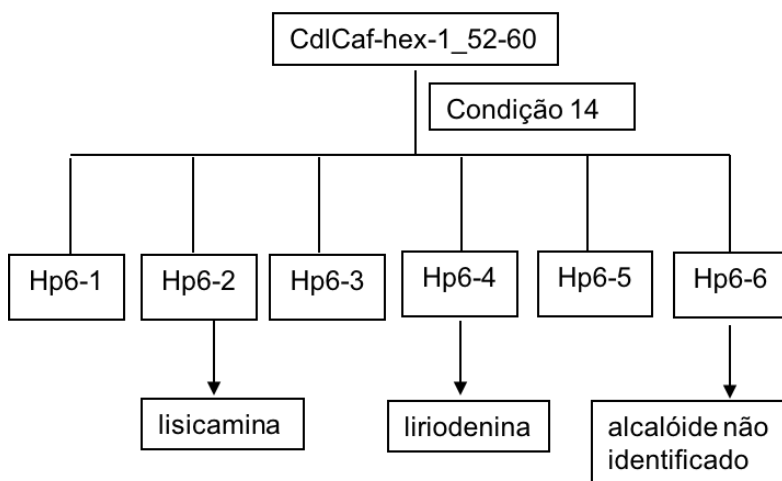 CdlCaf-hex-1_52-60
Condição 14
Hp6-1
Hp6-2
Hp6-3
Hp6-4
Hp6-5
Hp6-6
lisicamina
liriodenina
alcalóide não
identificado